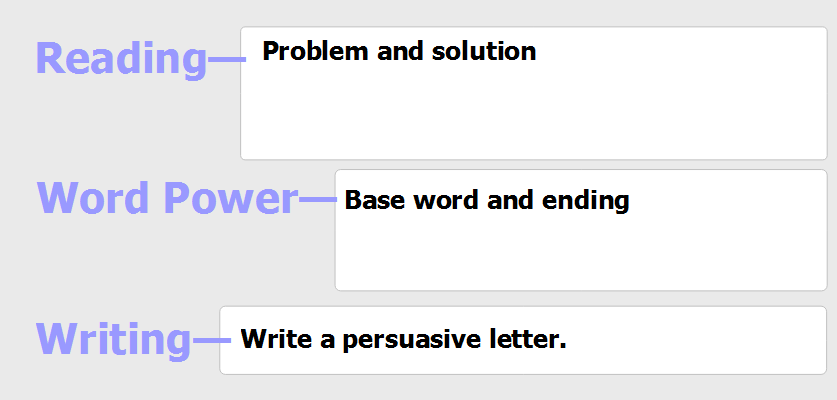 Reading
Problem and solution
Word Power
Base word and ending
Writing
Write a persuasive letter.